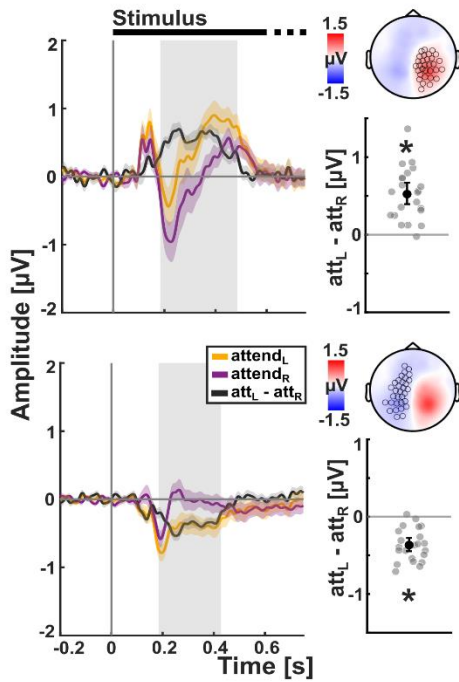 Stimulus
1.5
μV
-1.5
2
1
0
-1
-2
Amplitude [μV]
*
1
0
-1
att_L - att_R [μV]
attend_L
attend_R
att_L - att_R
1.5
μV
-1.5
2
1
0
-1
-2
-0.2 0 0.2 0.4 0.6
Time [s]
1
0
-1
att_L - att_R [μV]
*